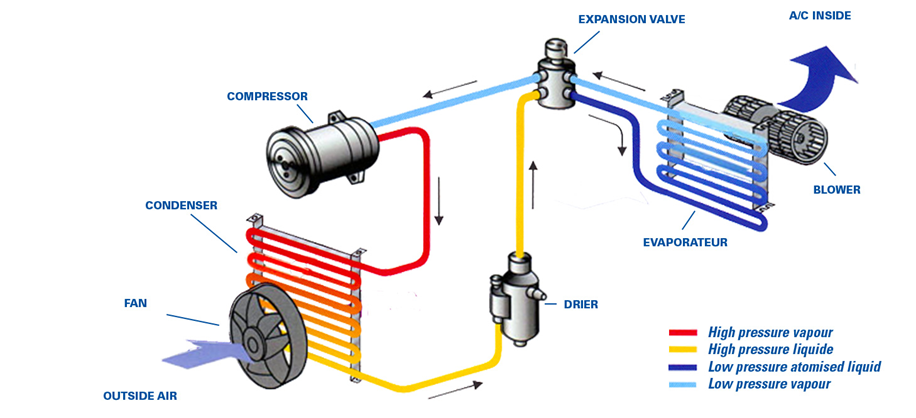 EXPANSION VALVE
A/C INSIDE
COMPRESSOR
CONDENSER
BLOWER
EVAPORATEUR
FAN
DRIER
OUTSIDE AIR
High pressure vapour
High pressure liquide
Low pressure atomised liquid
Low pressure vapour